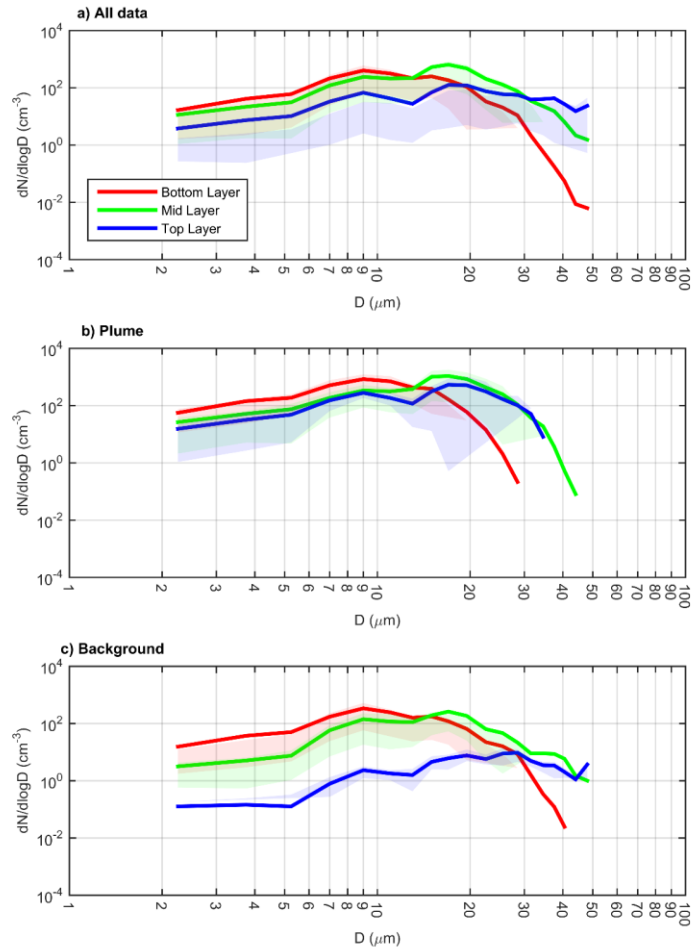 a) All data
dN/dlogD (cm-3)
10^4
10^2
10^0
10^-2
10^-4
Bottom Layer
Mid Layer
Top Layer
1 2 3 4 5 6 7 8 9 10 20 30 40 50 60 70 80 90 100
D (μm)
b) Plume
dN/dlogD (cm-3)
10^4
10^2
10^0
10^-2
10^-4
1 2 3 4 5 6 7 8 9 10 20 30 40 50 60 70 80 90 100
D (μm)
c) Background
dN/dlogD (cm-3)
10^4
10^2
10^0
10^-2
10^-4
1 2 3 4 5 6 7 8 9 10 20 30 40 50 60 70 80 90 100
D (μm)